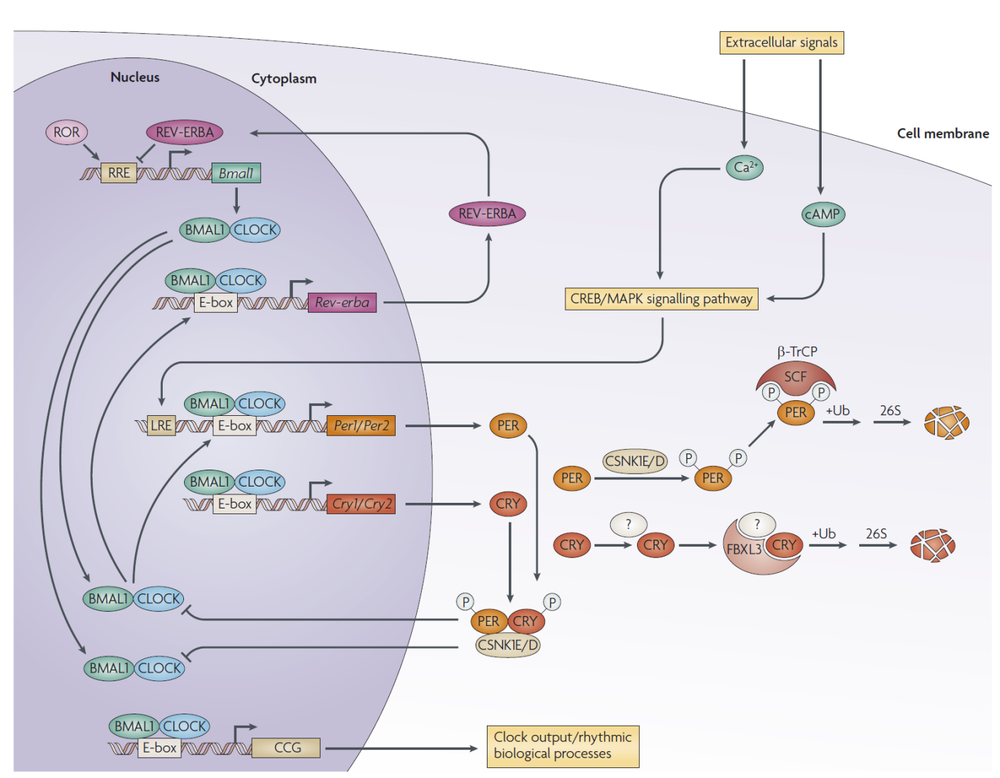 Extracellular signals
Nucleus
Cytoplasm
Cell membrane
ROR
REV-ERBA
RRE
Bmal1
Ca2+
BMAL1 CLOCK
REV-ERBA
cAMP
BMAL1 CLOCK
E-box
Rev-erba
CREB/MAPK signalling pathway
β-TrCP
SCF
P P
PER
+Ub
26S
BMAL1 CLOCK
LRE
E-box
Per1/Per2
PER
CSNK1E/D
P P
PER
PER
BMAL1 CLOCK
E-box
Cry1/Cry2
CRY
?
?
CRY
CRY
FBXL3
CRY
+Ub
26S
BMAL1 CLOCK
P P
PER CRY
CSNK1E/D
BMAL1 CLOCK
BMAL1 CLOCK
E-box
CCG
Clock output/rhythmic
biological processes